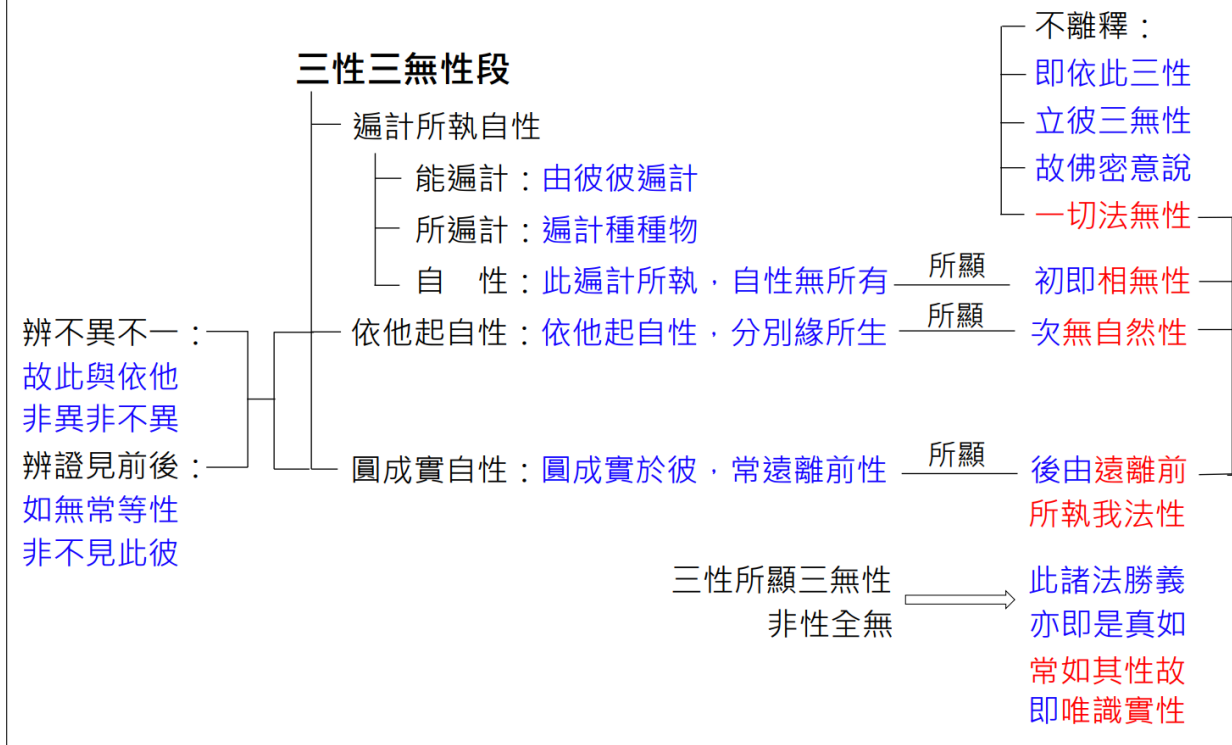 三性三無性段
遍計所執自性
能遍計：由彼彼遍計
所遍計：遍計種種物
自　性：此遍計所執，自性無所有
所顯
初即相無性
依他起自性：依他起自性，分別緣所生
所顯
次無自然性
圓成實自性：圓成實於彼，常遠離前性
所顯
後由遠離前
所執我法性
不離釋：
即依此三性
立彼三無性
故佛密意說
一切法無性
辨不異不一：
故此與依他
非異非不異
辨證見前後：
如無常等性
非不見此彼
三性所顯三無性
非性全無
此諸法勝義
亦即是真如
常如其性故
即唯識實性